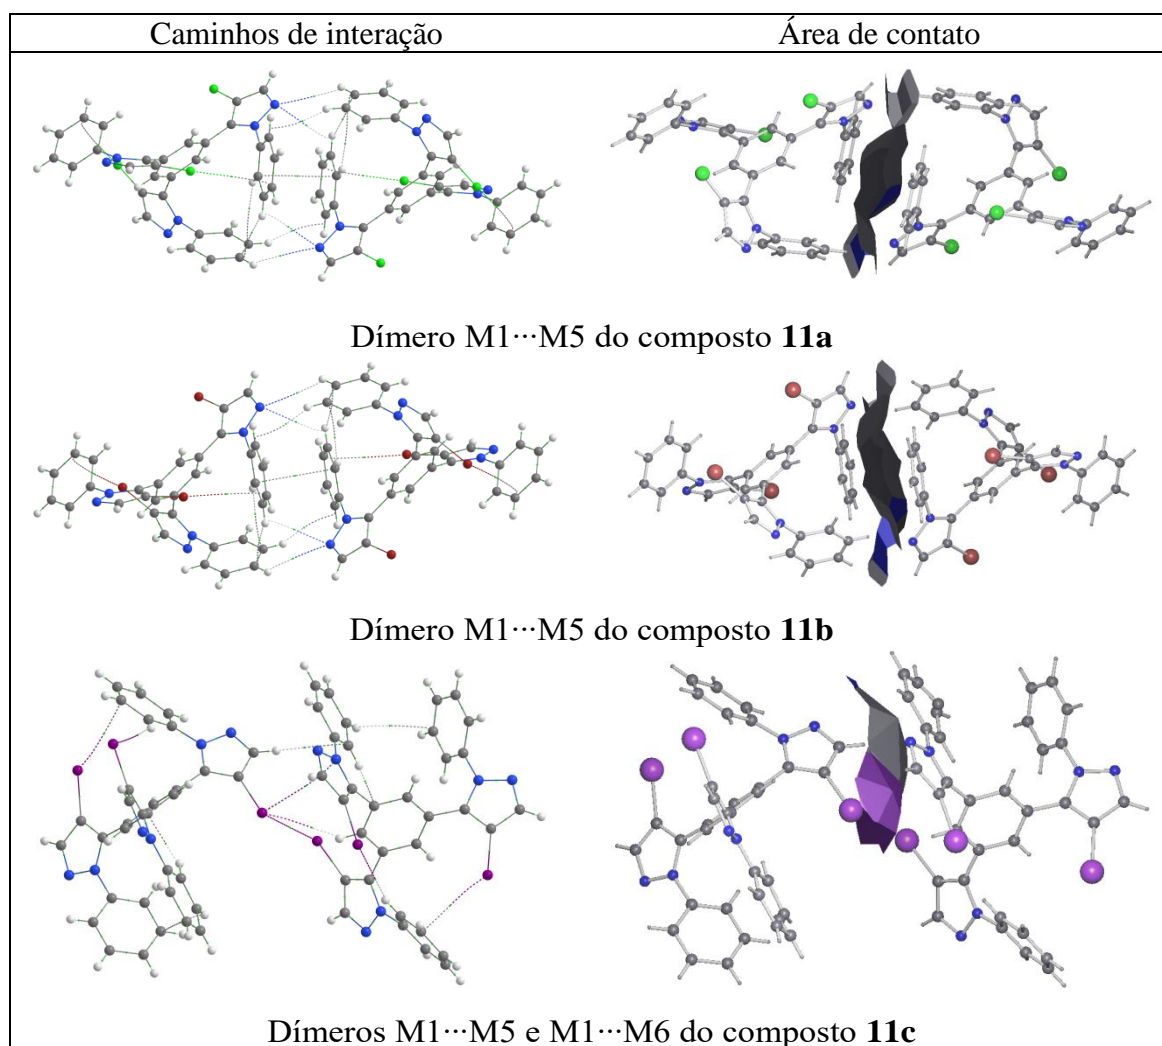 Caminhos de interação
Área de contato
Dímero M1···M5 do composto 11a
Dímero M1···M5 do composto 11b
Dímeros M1···M5 e M1···M6 do composto 11c